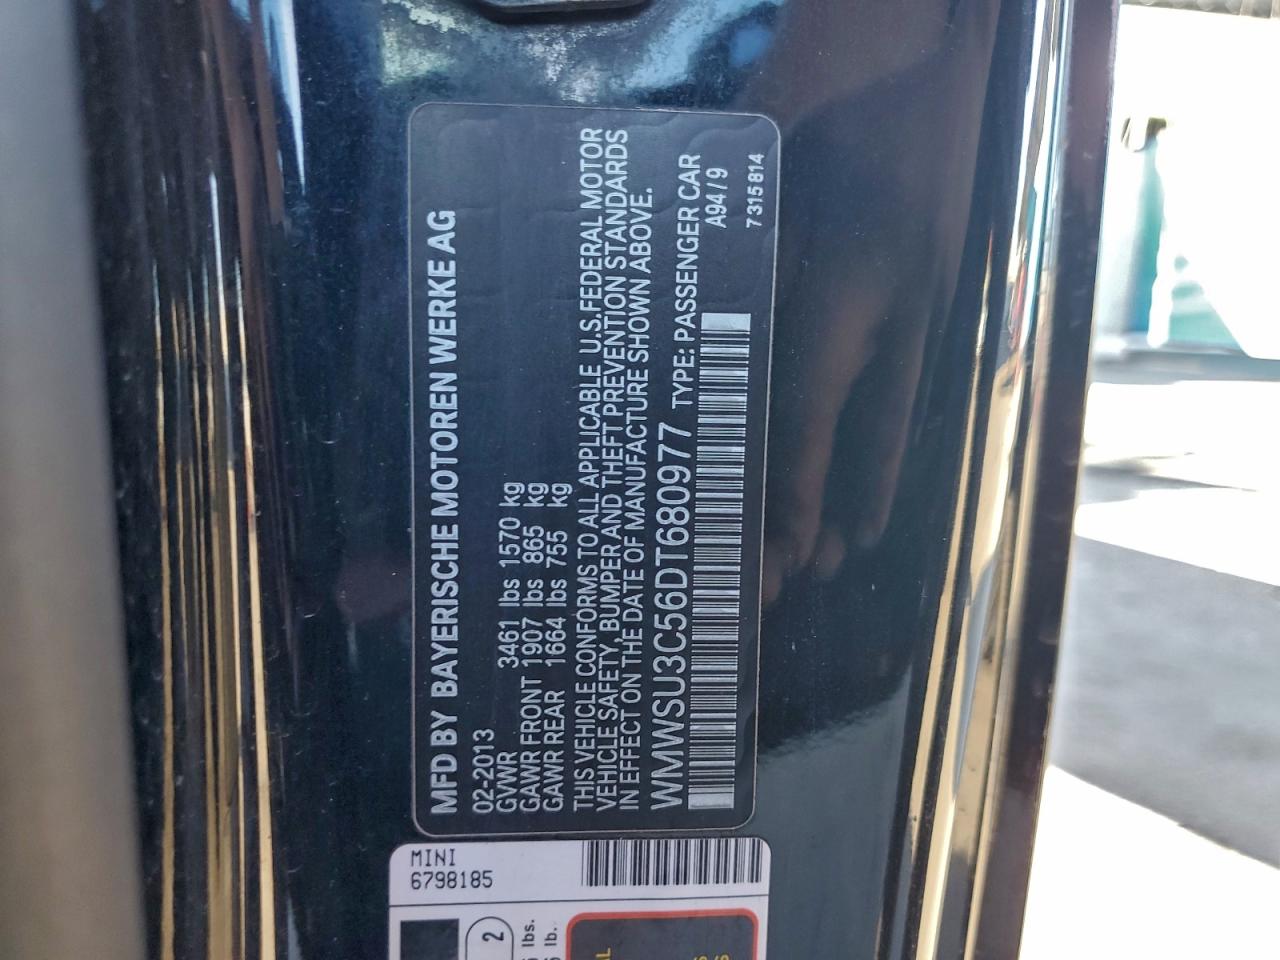 MFD BY BAYERISCHE MOTOREN WERKE AG
02-2013
GVWR 3461 lbs 1570 kg
GAWR FRONT 1907 lbs 865 kg
GAWR REAR 1664 lbs 755 kg
THIS VEHICLE CONFORMS TO ALL APPLICABLE U.S.FEDERAL MOTOR
VEHICLE SAFETY, BUMPER AND THEFT PREVENTION STANDARDS
IN EFFECT ON THE DATE OF MANUFACTURE SHOWN ABOVE.
WMWSU3C56DT680977 TYPE: PASSENGER CAR
A94/9
7315814
MINI
6798185
2
lbs.
lb.